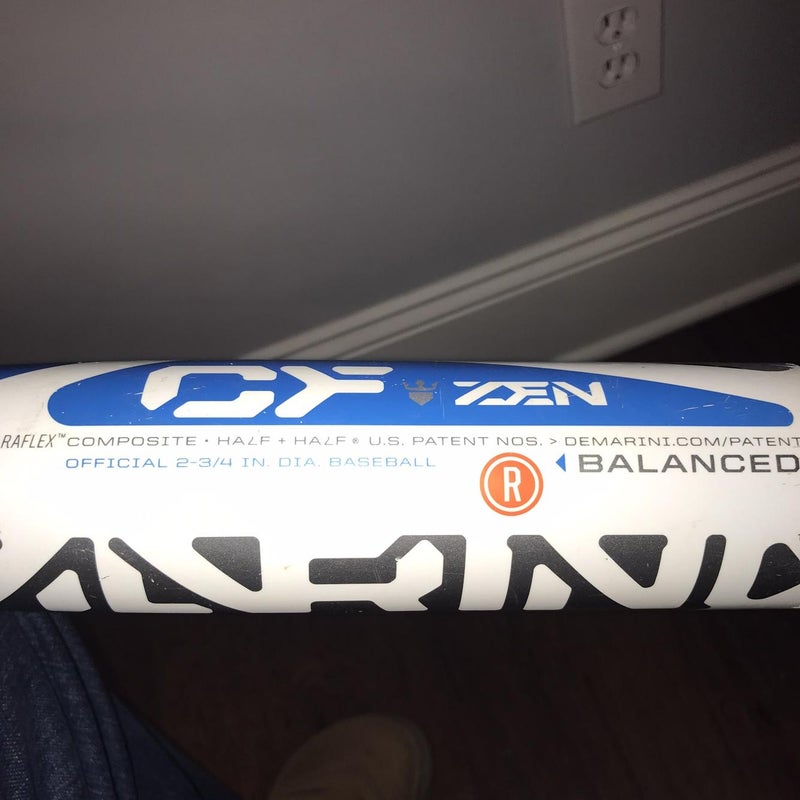 CF ZEN
RAFLEX™ COMPOSITE • HALF + HALF® U.S. PATENT NOS. > DEMARINI.COM/PATENT
OFFICIAL 2-3/4 IN. DIA. BASEBALL
R
BALANCED